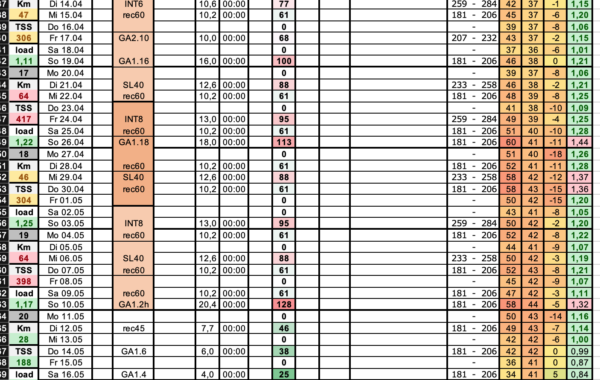 Km Di 14.04 INT6 10,6 00:00 77 259 - 284 42 37 -1 1,15
47 Mi 15.04 rec60 10,2 00:00 61 181 - 206 45 37 -6 1,20
TSS Do 16.04 0 - 39 37 -8 1,06
306 Fr 17.04 GA2.10 10,0 00:00 68 207 - 232 43 37 -2 1,15
load Sa 18.04 0 - 37 36 -6 1,01
1,11 So 19.04 GA1.16 16,0 00:00 100 181 - 206 46 38 0 1,21
17 Mo 20.04 0 - 39 37 -8 1,06
Km Di 21.04 SL40 12,6 00:00 88 233 - 258 46 38 -2 1,21
64 Mi 22.04 rec60 10,2 00:00 61 181 - 206 48 39 -8 1,25
TSS Do 23.04 0 - 41 38 -10 1,09
417 Fr 24.04 INT8 13,0 00:00 95 259 - 284 49 39 -4 1,25
load Sa 25.04 rec60 10,2 00:00 61 181 - 206 51 40 -10 1,28
1,22 So 26.04 GA1.18 18,0 00:00 113 181 - 206 60 41 -11 1,44
18 Mo 27.04 0 - 51 40 -18 1,26
Km Di 28.04 rec60 10,2 00:00 61 181 - 206 52 41 -11 1,28
46 Mi 29.04 SL40 12,6 00:00 88 233 - 258 58 42 -12 1,37
TSS Do 30.04 rec60 10,2 00:00 61 181 - 206 58 43 -15 1,36
304 Fr 01.05 0 - 50 42 -15 1,20
load Sa 02.05 0 - 43 41 -8 1,05
1,25 So 03.05 INT8 13,0 00:00 95 259 - 284 50 42 -2 1,20
19 Mo 04.05 rec60 10,2 00:00 61 181 - 206 52 42 -8 1,22
Km Di 05.05 0 - 44 41 -9 1,07
64 Mi 06.05 SL40 12,6 00:00 88 233 - 258 50 42 -3 1,19
TSS Do 07.05 rec60 10,2 00:00 61 181 - 206 52 43 -8 1,21
398 Fr 08.05 0 - 45 42 -9 1,07
load Sa 09.05 rec60 10,2 00:00 61 181 - 206 47 42 -3 1,11
1,17 So 10.05 GA1.2h 20,4 00:00 128 181 - 206 58 44 -5 1,32
20 Mo 11.05 0 - 50 43 -14 1,16
Km Di 12.05 rec45 7,7 00:00 46 181 - 206 49 43 -7 1,14
28 Mi 13.05 0 - 42 42 -6 1,00
TSS Do 14.05 GA1.6 6,0 00:00 38 181 - 206 42 42 0 0,99
188 Fr 15.05 0 - 36 41 0 0,87
load Sa 16.05 GA1.4 4,0 00:00 25 181 - 206 34 41 5 0,84